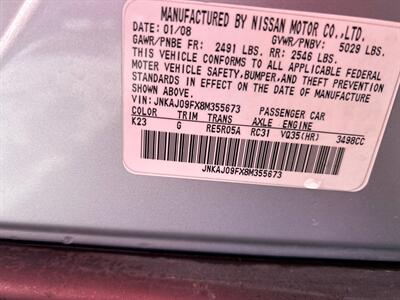 MANUFACTURED BY NISSAN MOTOR CO.,LTD.
DATE: 01/08 GVWR/PNBV: 5029 LBS.
GAWR/PNBE FR: 2491 LBS. RR: 2546 LBS.
THIS VEHICLE CONFORMS TO ALL APPLICABLE FEDERAL
MOTOR VEHICLE SAFETY,BUMPER,AND THEFT PREVENTION
STANDARDS IN EFFECT ON THE DATE OF MANUFACTURE
SHOWN ABOVE.
VIN: JNKAJ09FX8M355673 PASSENGER CAR
COLOR TRIM TRANS AXLE ENGINE
K23 G RE5R05A RC31 VQ35(HR) 3498CC
JNKAJ09FX8M355673